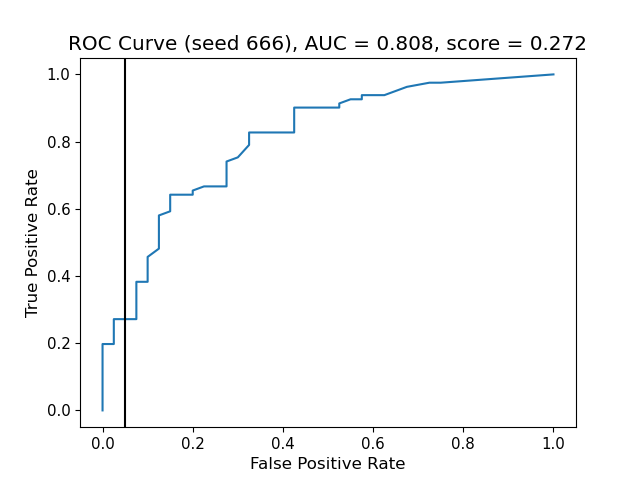 ROC Curve (seed 666), AUC = 0.808, score = 0.272
1.0
0.8
0.6
0.4
0.2
0.0
True Positive Rate
0.0 0.2 0.4 0.6 0.8 1.0
False Positive Rate